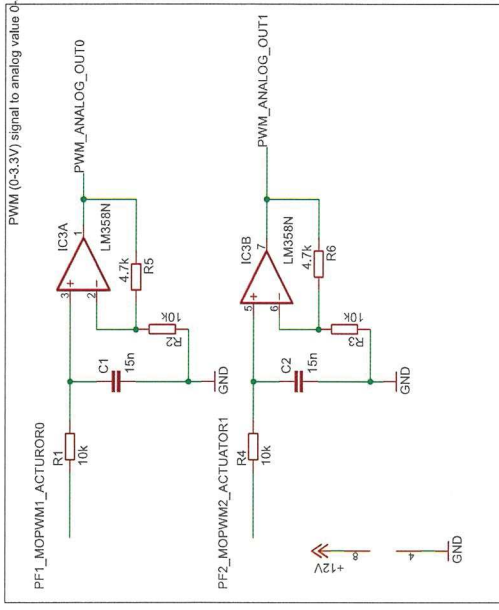 PWM (0-3.3V) signal to analog value 0-
PWM_ANALOG_OUT0
IC3A
1
LM358N
3
+
2
-
4.7k
R5
10k
R2
C1
15n
GND
R1
10k
PF1_MOPWM1_ACTUROR0
PWM_ANALOG_OUT1
IC3B
7
LM358N
5
+
6
-
4.7k
R6
10k
R3
C2
15n
GND
R4
10k
PF2_MOPWM2_ACTUATOR1
+12V
8
4
GND